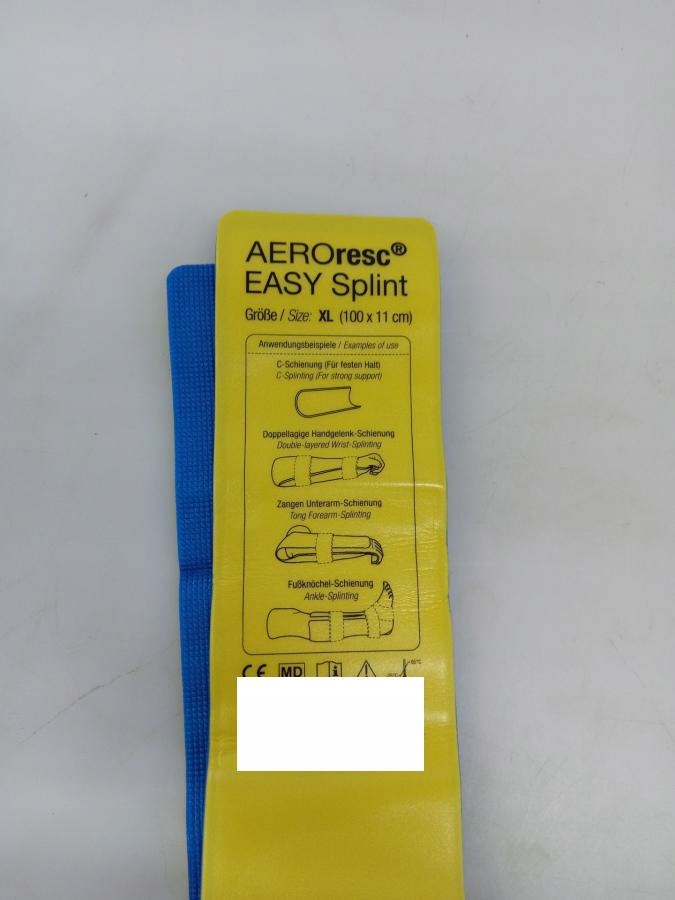 AEROresc®
EASY Splint
Größe / Size: XL (100 x 11 cm)
Anwendungsbeispiele / Examples of use
C-Schienung (Für festen Halt)
C-Splinting (For strong support)
Doppellagige Handgelenk-Schienung
Double-layered Wrist-Splinting
Zangen Unterarm-Schienung
Tong Forearm-Splinting
Fußknöchel-Schienung
Ankle-Splinting
CE MD